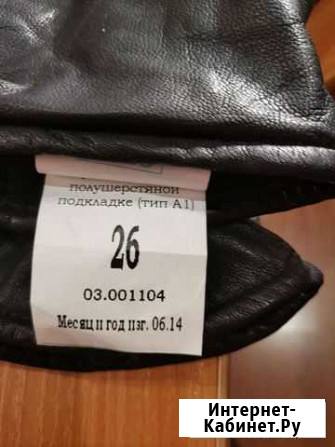 полушерстяной
подкладке (тип А1)
26
03.001104
Месяц и год изг. 06.14
Интернет-
Кабинет.Ру